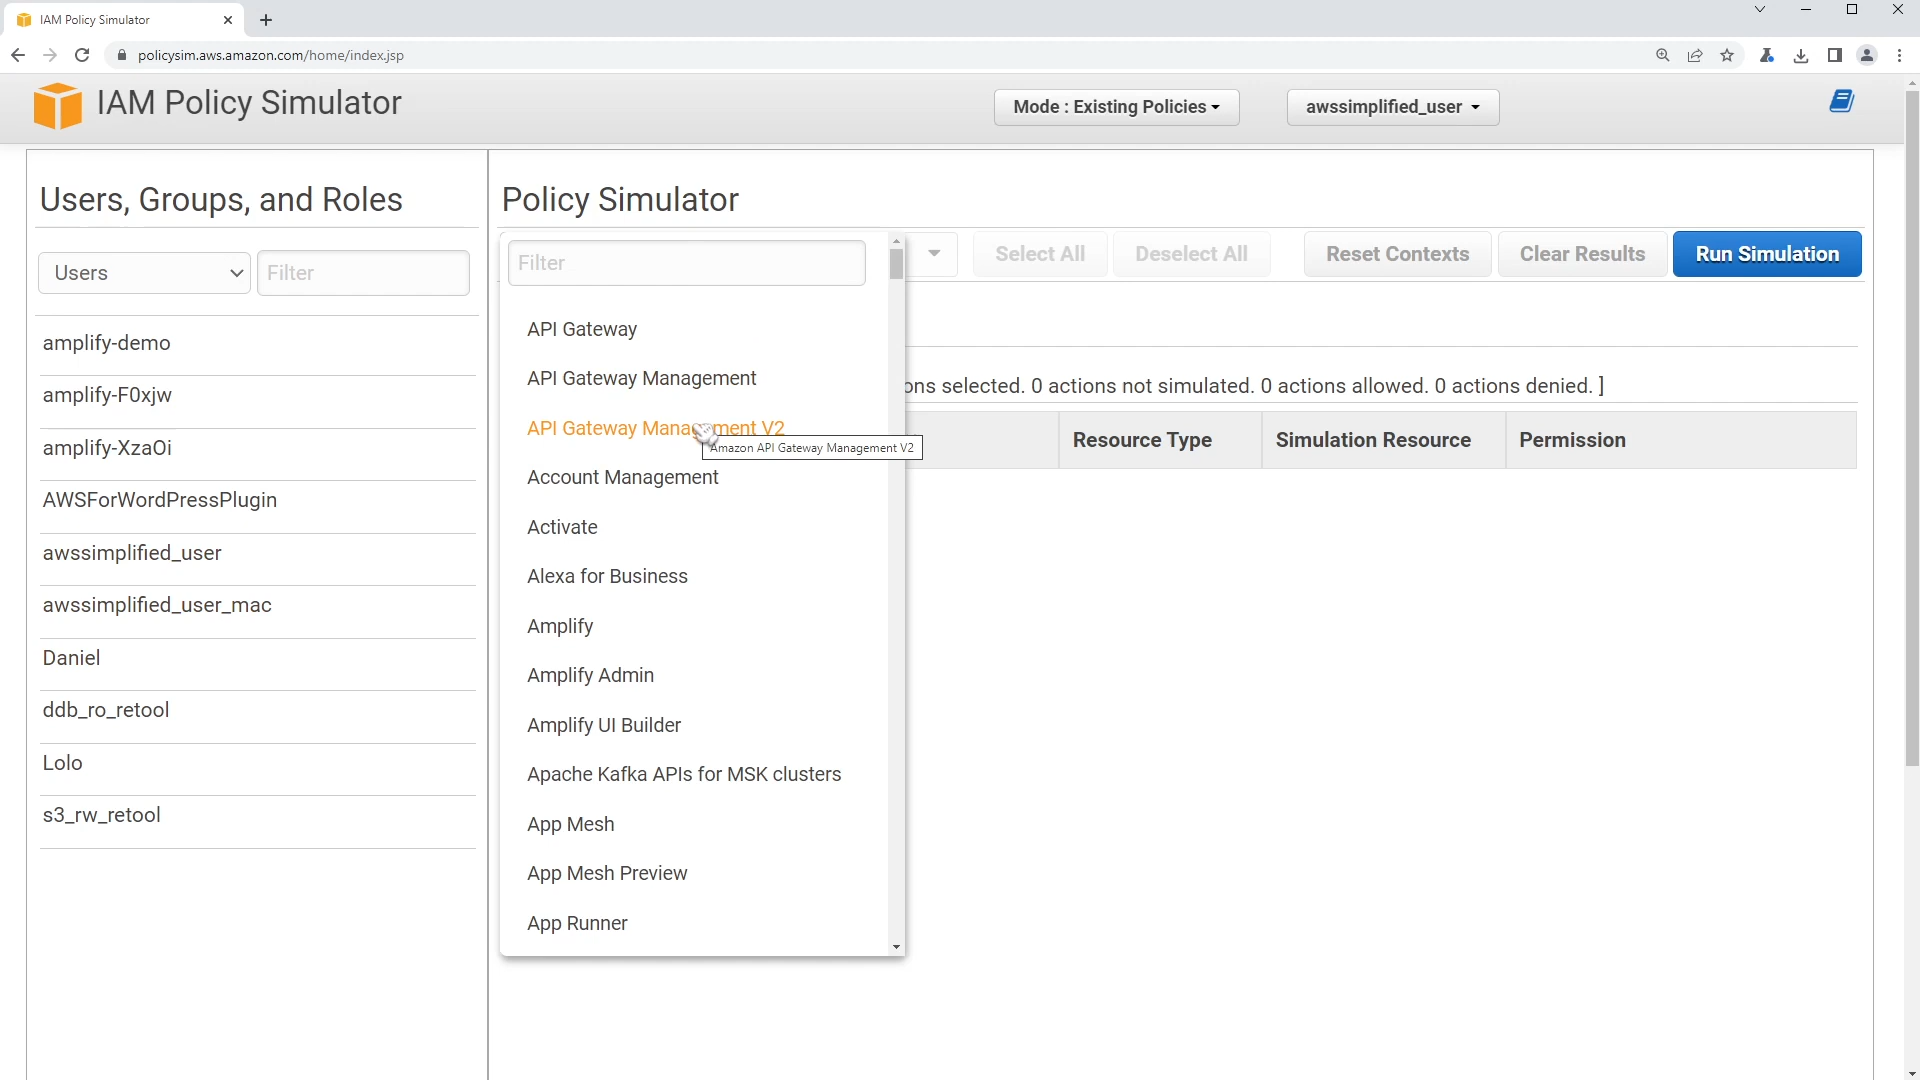 IAM Policy Simulator
policysim.aws.amazon.com/home/index.jsp
IAM Policy Simulator
Mode : Existing Policies
awssimplified_user
Users, Groups, and Roles
Users
Filter
amplify-demo
amplify-F0xjw
amplify-XzaOi
AWSForWordPressPlugin
awssimplified_user
awssimplified_user_mac
Daniel
ddb_ro_retool
Lolo
s3_rw_retool
Policy Simulator
Filter
Select All
Deselect All
Reset Contexts
Clear Results
Run Simulation
API Gateway
API Gateway Management
API Gateway Management V2
Amazon API Gateway Management V2
Account Management
Activate
Alexa for Business
Amplify
Amplify Admin
Amplify UI Builder
Apache Kafka APIs for MSK clusters
App Mesh
App Mesh Preview
App Runner
ons selected. 0 actions not simulated. 0 actions allowed. 0 actions denied. ]
Resource Type
Simulation Resource
Permission